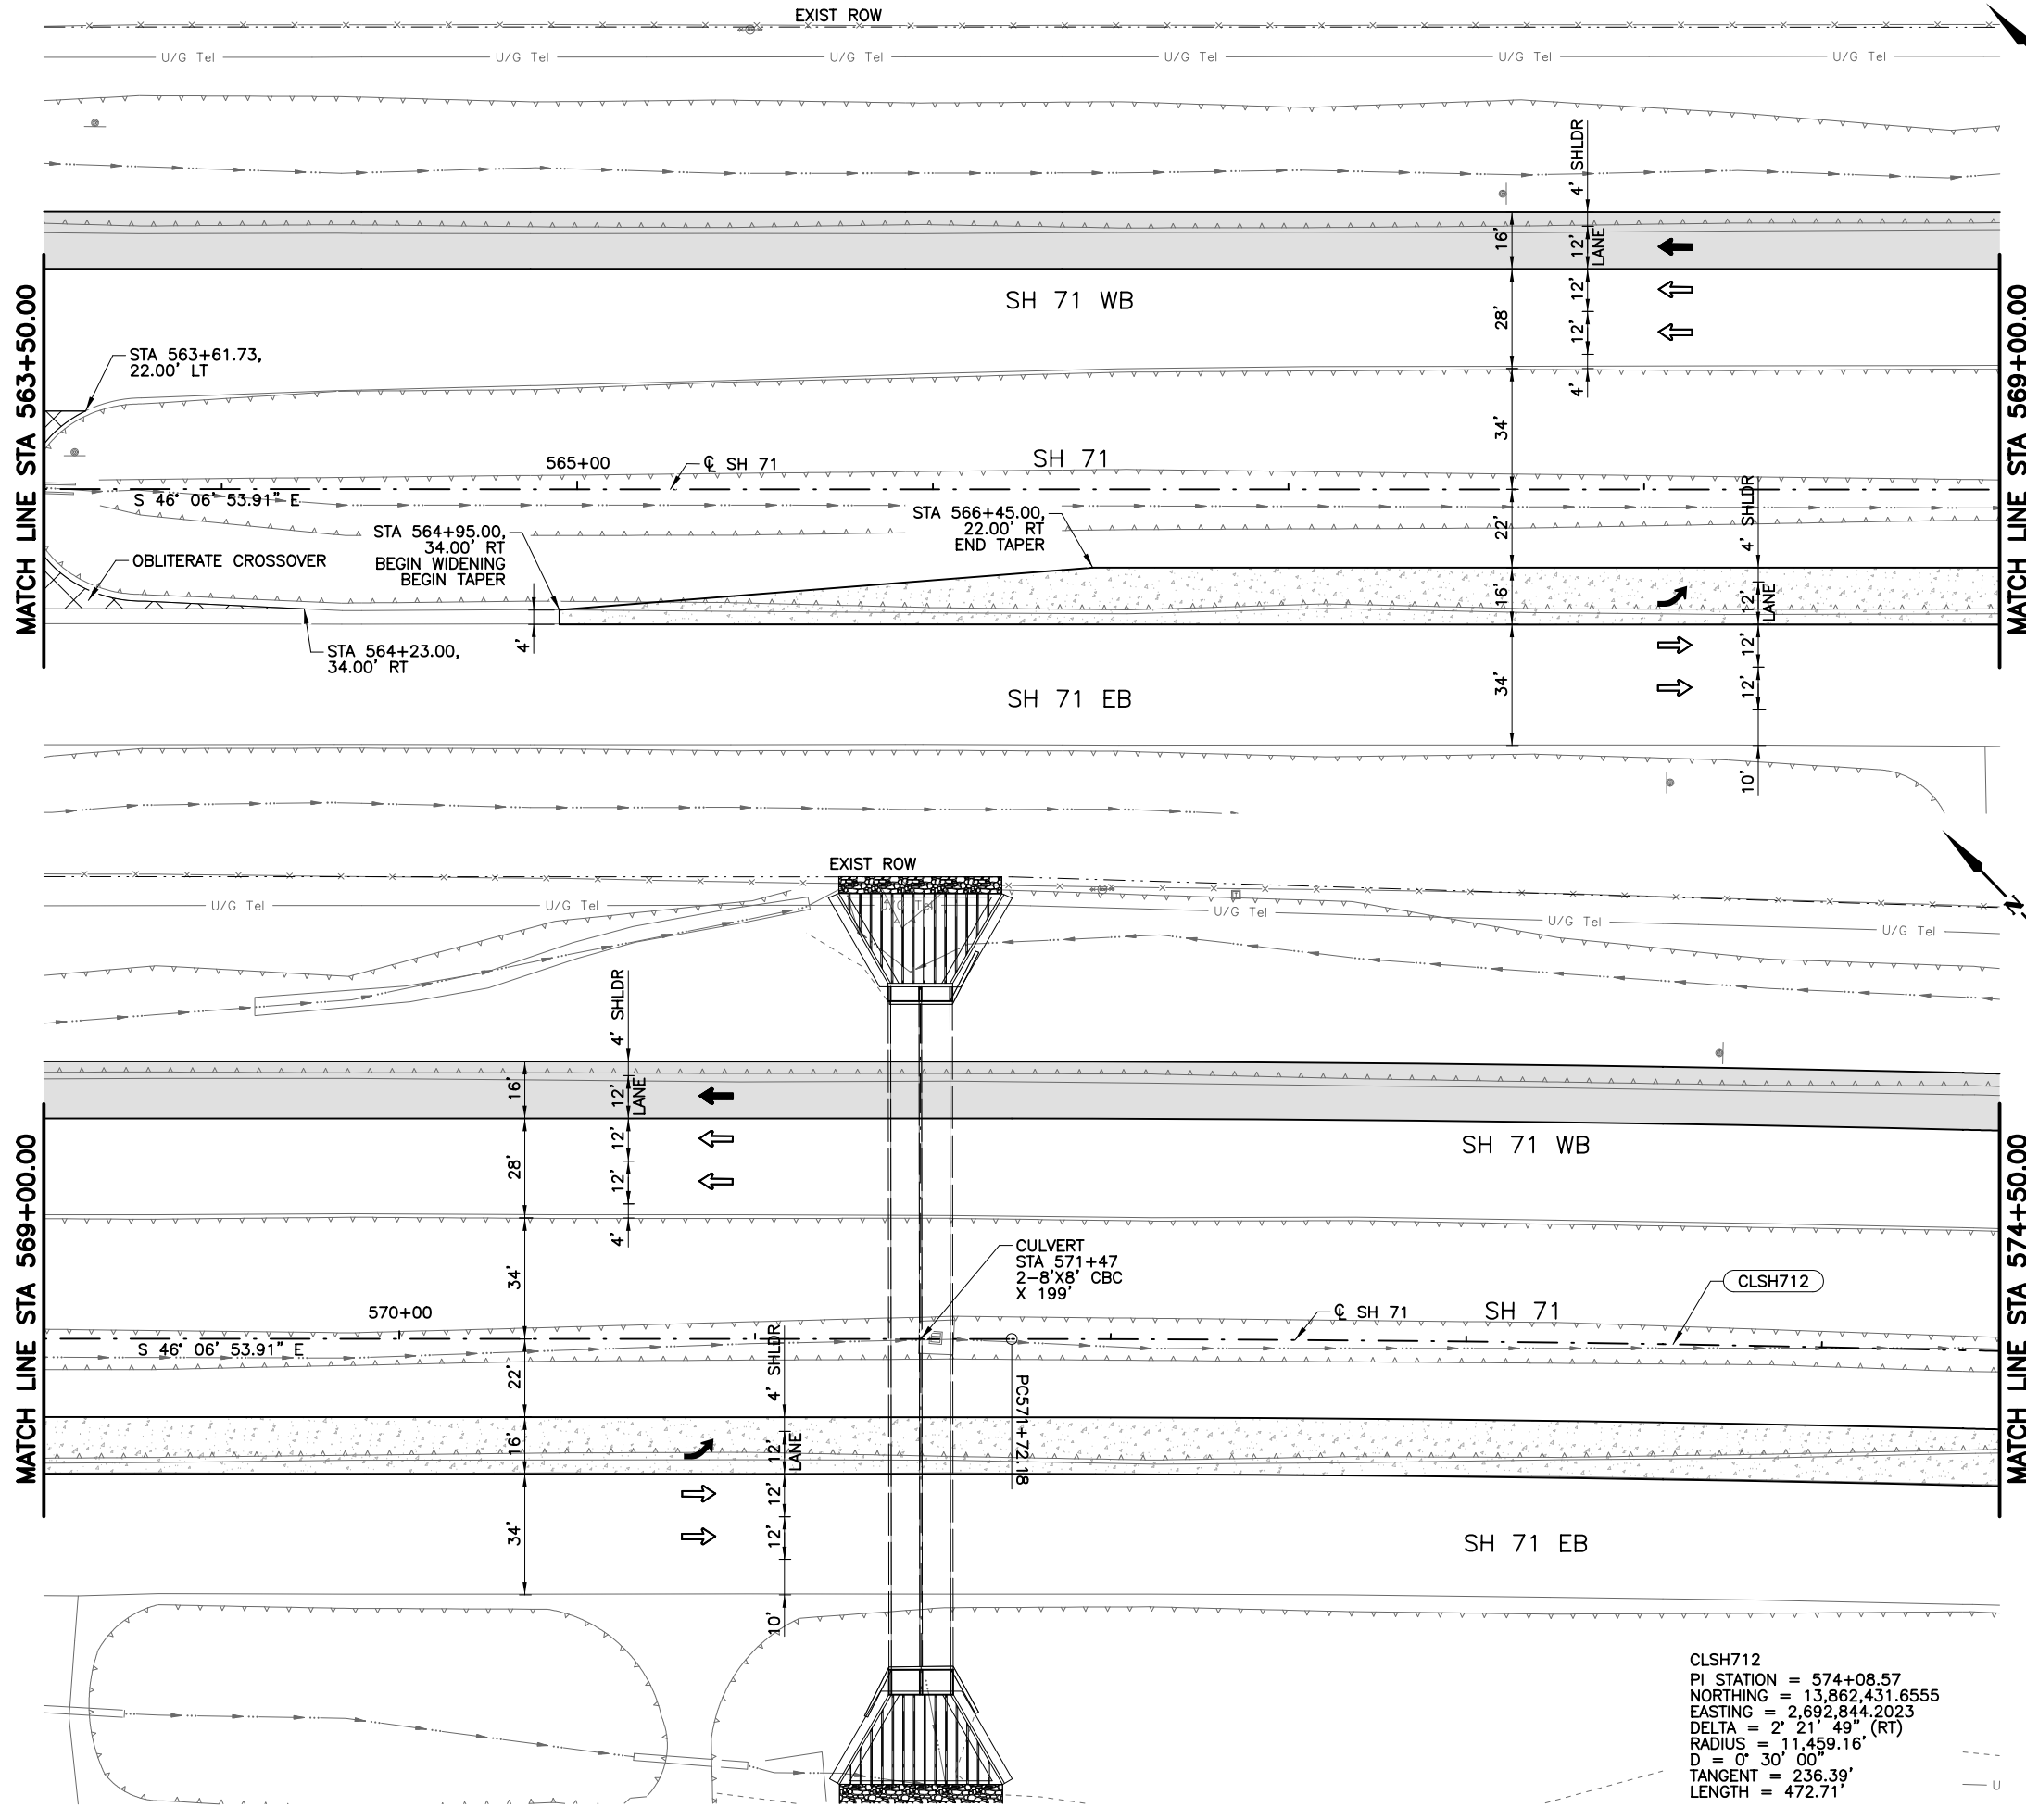 EXIST ROW
U/G Tel
U/G Tel
U/G Tel
U/G Tel
U/G Tel
U/G Tel
4' SHLDR
16'
12'
LANE
SH 71 WB
28'
12'
12'
4'
MATCH LINE STA 563+50.00
MATCH LINE STA 569+00.00
STA 563+61.73,
22.00' LT
34'
565+00
℄ SH 71
SH 71
S 46° 06' 53.91" E
STA 564+95.00,
34.00' RT
BEGIN WIDENING
BEGIN TAPER
STA 566+45.00,
22.00' RT
END TAPER
22'
4' SHLDR
OBLITERATE CROSSOVER
16'
12'
LANE
4'
STA 564+23.00,
34.00' RT
SH 71 EB
34'
12'
12'
10'
EXIST ROW
U/G Tel
U/G Tel
U/G Tel
U/G Tel
U/G Tel
U/G Tel
4' SHLDR
16'
12'
LANE
SH 71 WB
28'
12'
12'
4'
MATCH LINE STA 569+00.00
MATCH LINE STA 574+50.00
34'
CULVERT
STA 571+47
2-8'X8' CBC
X 199'
CLSH712
570+00
℄ SH 71
SH 71
S 46° 06' 53.91" E
22'
4' SHLDR
PC571+72.18
16'
12'
LANE
12'
12'
34'
SH 71 EB
10'
CLSH712
PI STATION = 574+08.57
NORTHING = 13,862,431.6555
EASTING = 2,692,844.2023
DELTA = 2° 21' 49" (RT)
RADIUS = 11,459.16'
D = 0° 30' 00"
TANGENT = 236.39'
LENGTH = 472.71'